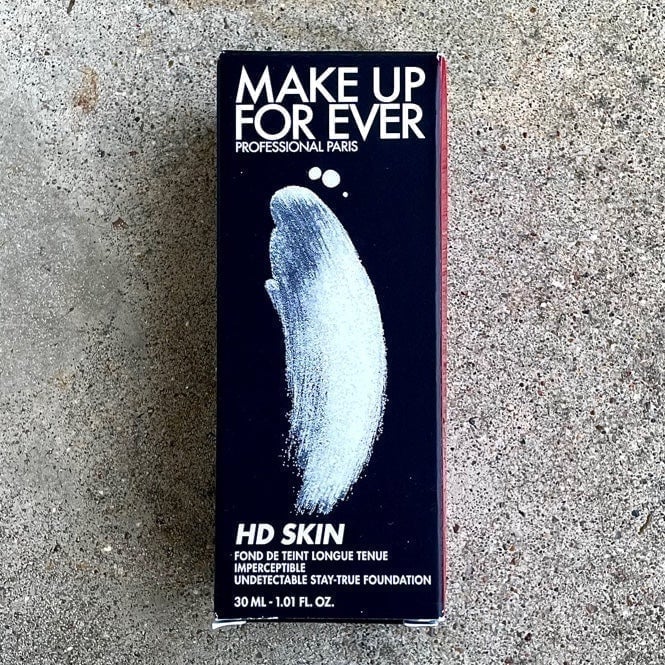 MAKE UP
FOR EVER
PROFESSIONAL PARIS
HD SKIN
FOND DE TEINT LONGUE TENUE
IMPERCEPTIBLE
UNDETECTABLE STAY-TRUE FOUNDATION
30 ML - 1.01 FL. OZ.